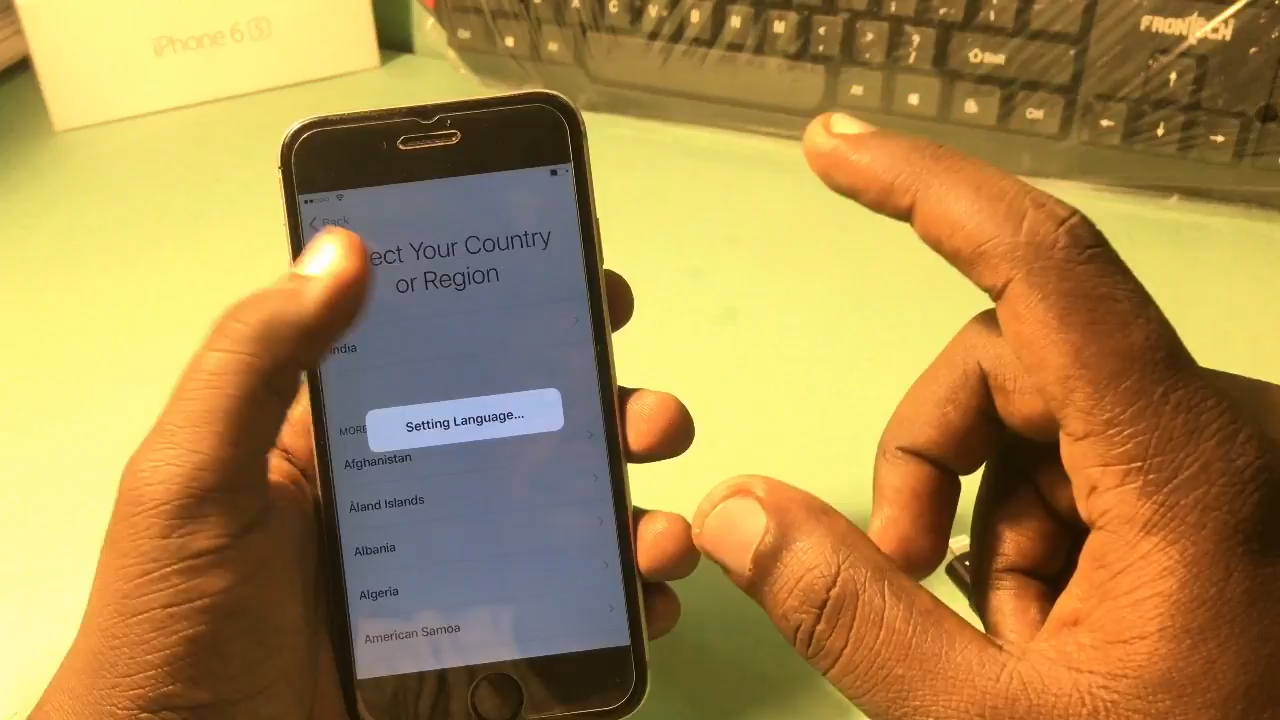 iPhone 6 S
FRONTECH
A C V B N M < > ? /
Shift
Alt
Ctrl
Back
ect Your Country
or Region
India
Setting Language...
MORE
Afghanistan
Åland Islands
Albania
Algeria
American Samoa